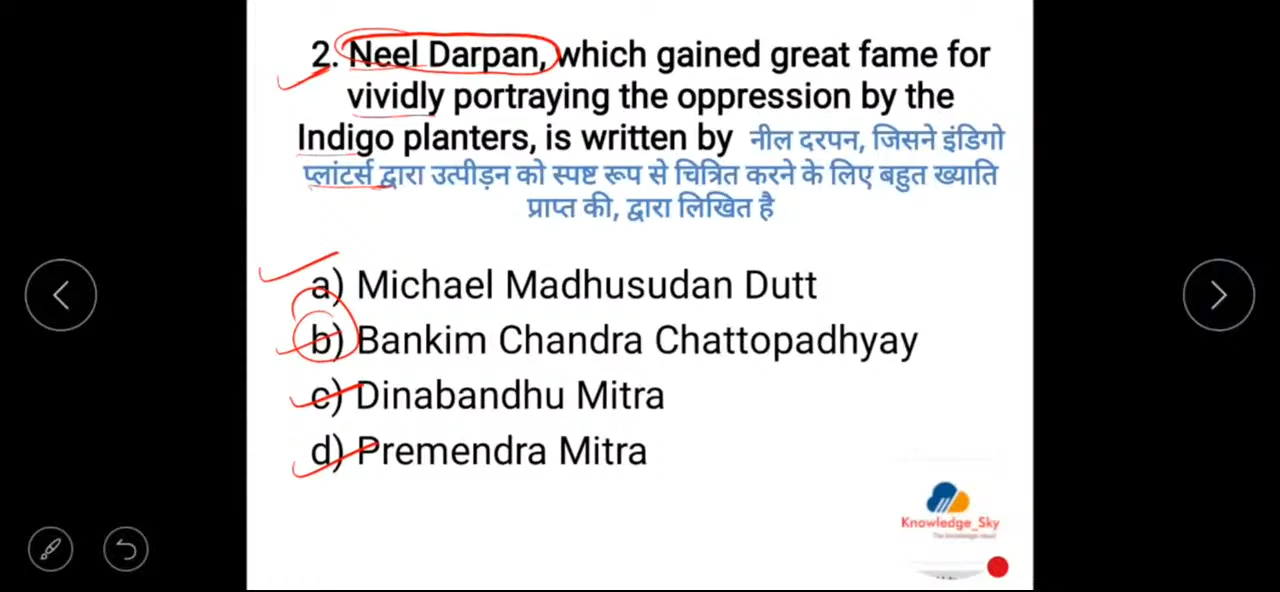 2. Neel Darpan, which gained great fame for
vividly portraying the oppression by the
Indigo planters, is written by नील दरपन, जिसने इंडिगो
प्लांटर्स द्वारा उत्पीड़न को स्पष्ट रूप से चित्रित करने के लिए बहुत ख्याति
प्राप्त की, द्वारा लिखित है
a) Michael Madhusudan Dutt
b) Bankim Chandra Chattopadhyay
c) Dinabandhu Mitra
d) Premendra Mitra
Knowledge_Sky